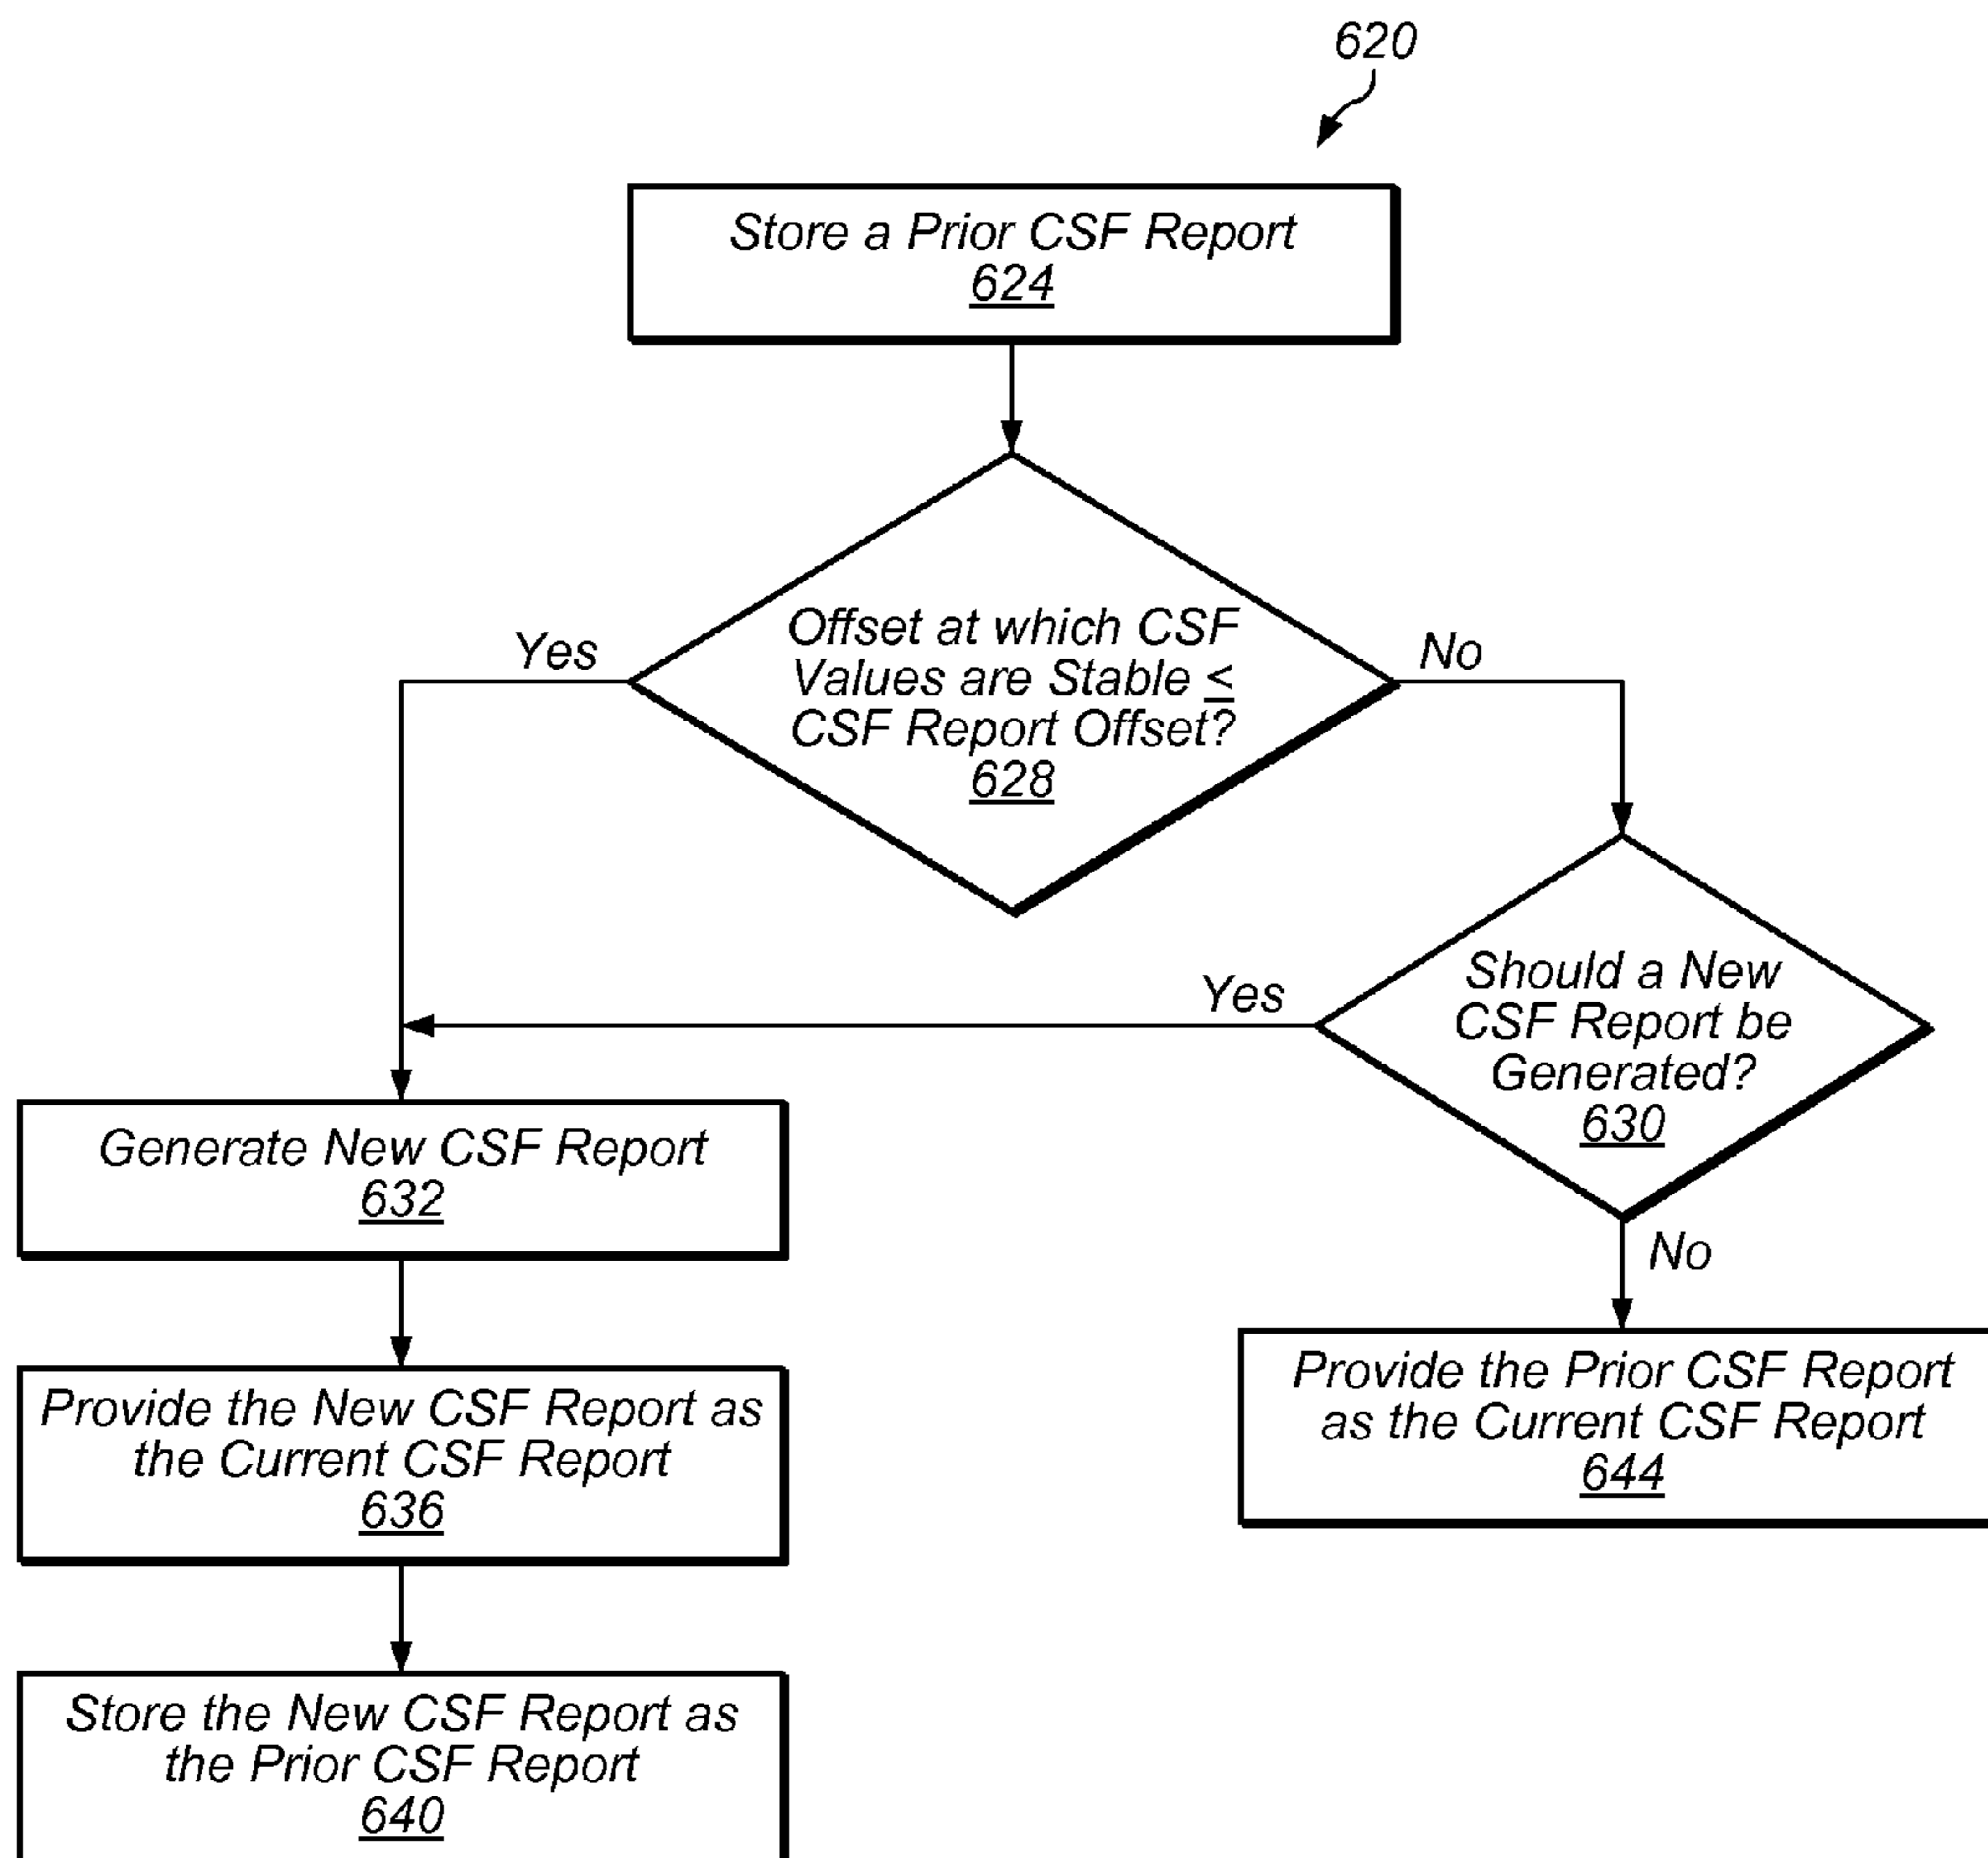 620
Store a Prior CSF Report
624
Offset at which CSF
Values are Stable ≤
CSF Report Offset?
628
Yes
No
Should a New
CSF Report be
Generated?
630
Yes
No
Generate New CSF Report
632
Provide the New CSF Report as
the Current CSF Report
636
Provide the Prior CSF Report
as the Current CSF Report
644
Store the New CSF Report as
the Prior CSF Report
640